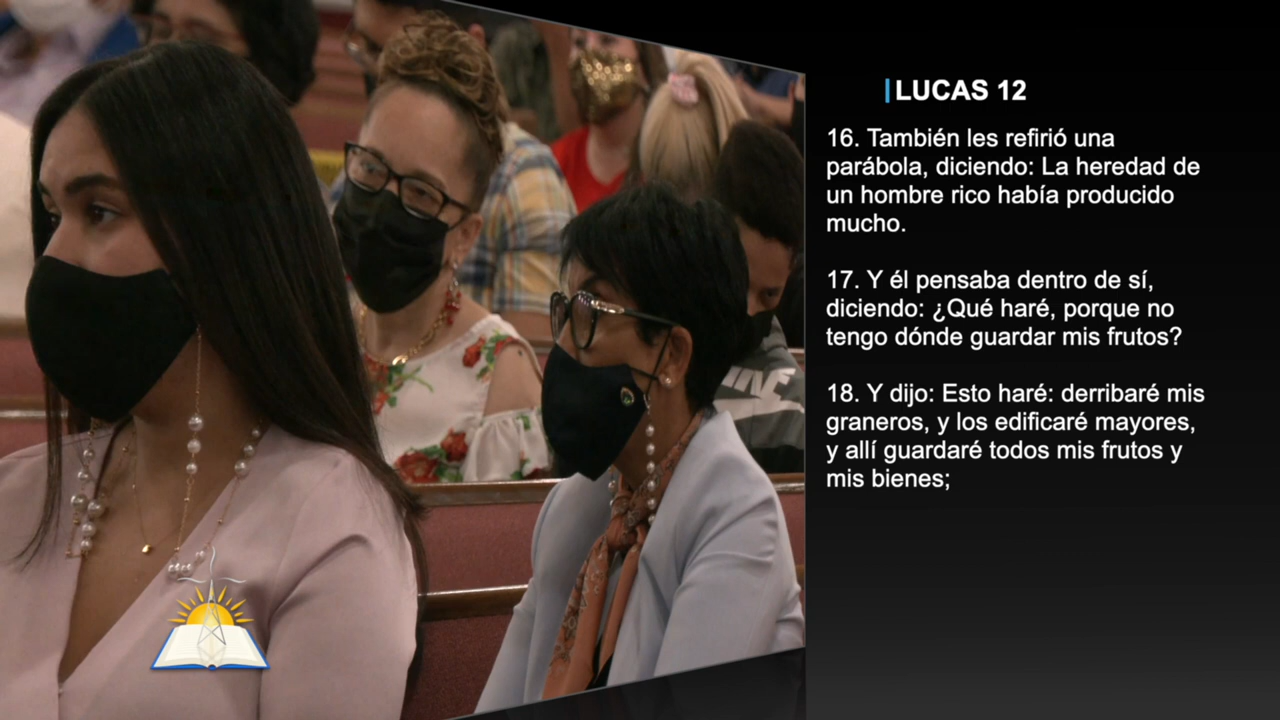 LUCAS 12
16. También les refirió una
parábola, diciendo: La heredad de
un hombre rico había producido
mucho.
17. Y él pensaba dentro de sí,
diciendo: ¿Qué haré, porque no
tengo dónde guardar mis frutos?
18. Y dijo: Esto haré: derribaré mis
graneros, y los edificaré mayores,
y allí guardaré todos mis frutos y
mis bienes;